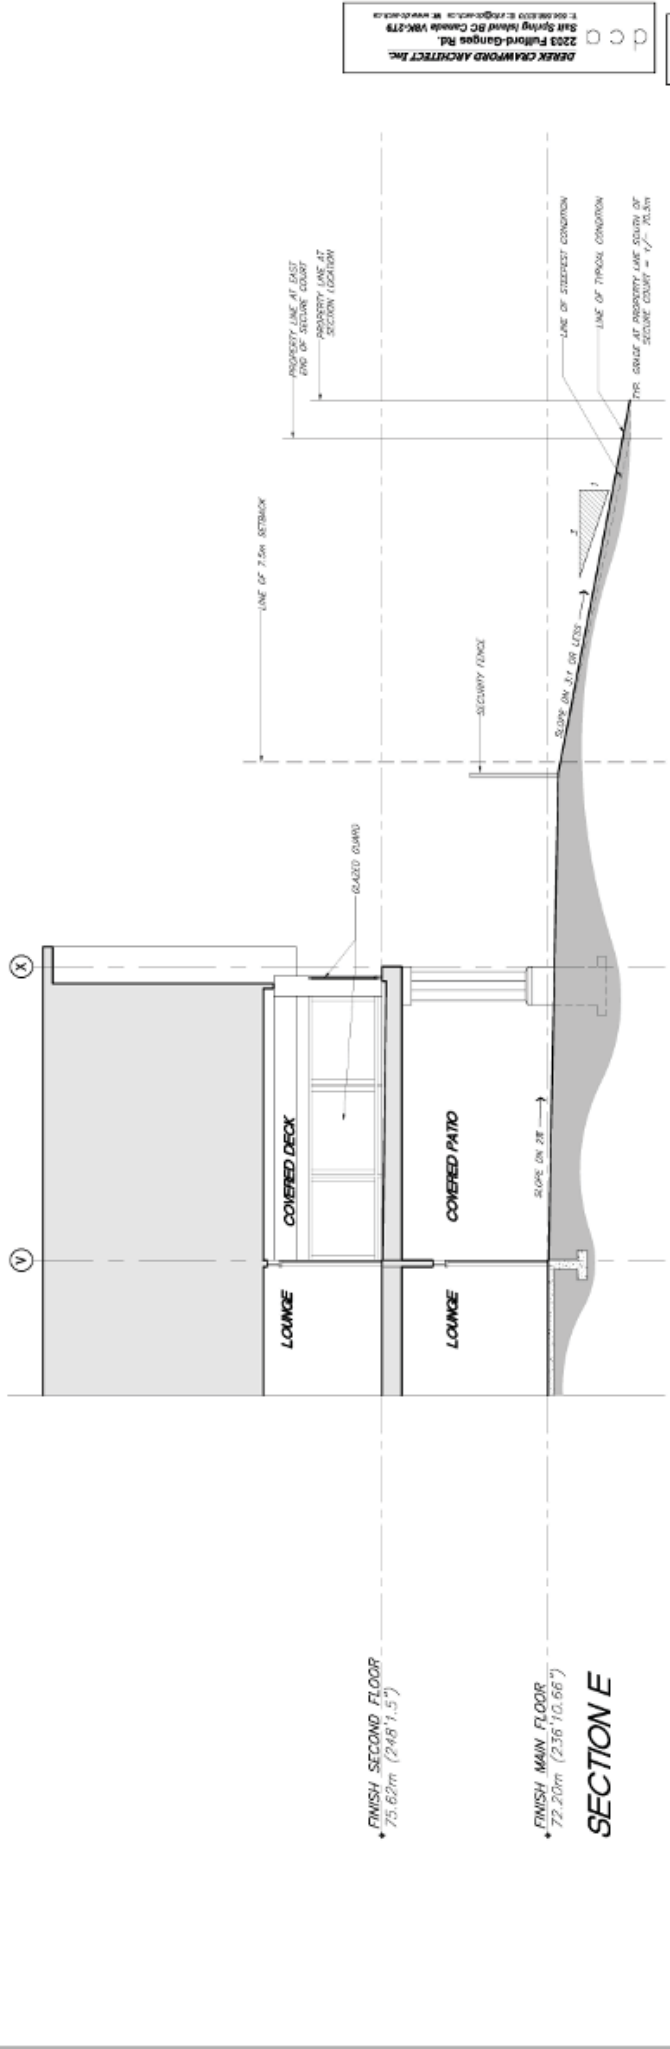 DEREK CRAWFORD ARCHITECT Inc.
2203 Fulford-Ganges Rd.
Salt Spring Island BC Canada V8K-2T9
dca
PROPERTY LINE AT EAST
END OF SECURE COURT
PROPERTY LINE AT
SECTION LOCATION
LINE OF STEEPEST CONDITION
LINE OF TYPICAL CONDITION
TYP. GRADE AT PROPERTY LINE SOUTH OF
SECURE COURT = +/- 70.5m
LINE OF 7.5m SETBACK
SECURITY FENCE
SLOPE ON 3:1 OR LESS
3
1
GLAZED GUARD
X
COVERED DECK
COVERED PATIO
SLOPE ON 2%
V
LOUNGE
LOUNGE
FINISH SECOND FLOOR
75.62m (248'1.5")
FINISH MAIN FLOOR
72.20m (236'10.66")
SECTION E